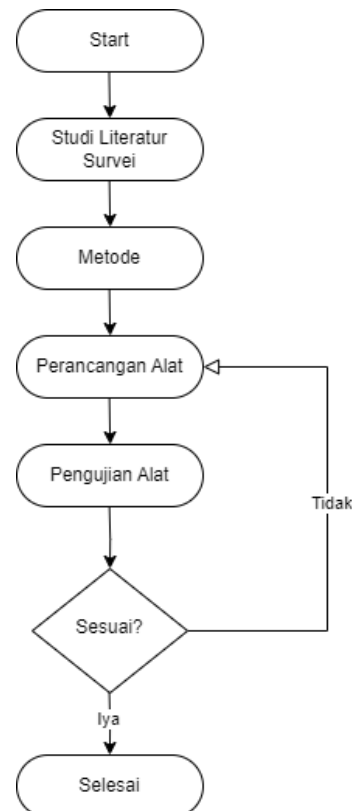 Start
Studi Literatur
Survei
Metode
Perancangan Alat
Pengujian Alat
Tidak
Sesuai?
Iya
Selesai